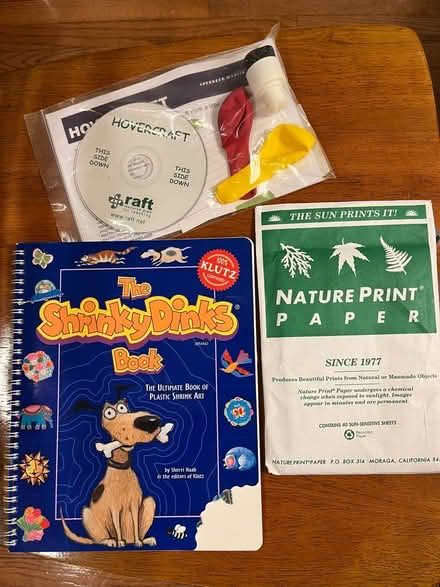 HOVERCRAFT
THIS
SIDE
DOWN
THIS
SIDE
DOWN
raft
www.raft.net
100%
KLUTZ
The
Shrinky Dinks®
BRAND
Book
THE ULTIMATE BOOK OF
PLASTIC SHRINK ART
by Sherri Haab
& the editors of Klutz
THE SUN PRINTS IT!
NATURE PRINT®
PAPER
SINCE 1977
Produces Beautiful Prints from Natural or Manmade Objects
Nature Print® Paper undergoes a chemical
change when exposed to sunlight. Images
appear in minutes and are permanent.
CONTAINS 40 SUN-SENSITIVE SHEETS
Recycled
Paper
NATURE PRINT® PAPER P.O. BOX 314 MORAGA, CALIFORNIA 94